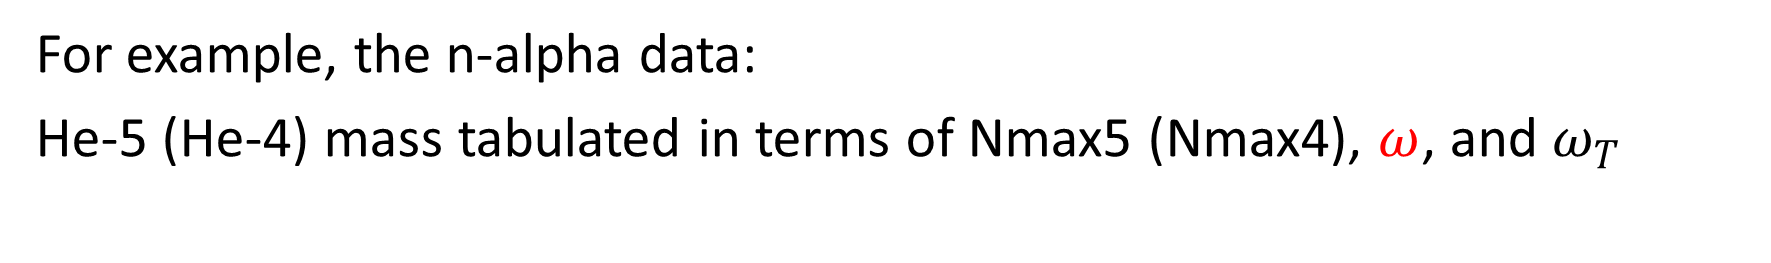 For example, the n-alpha data:
He-5 (He-4) mass tabulated in terms of Nmax5 (Nmax4), ω, and ω_T